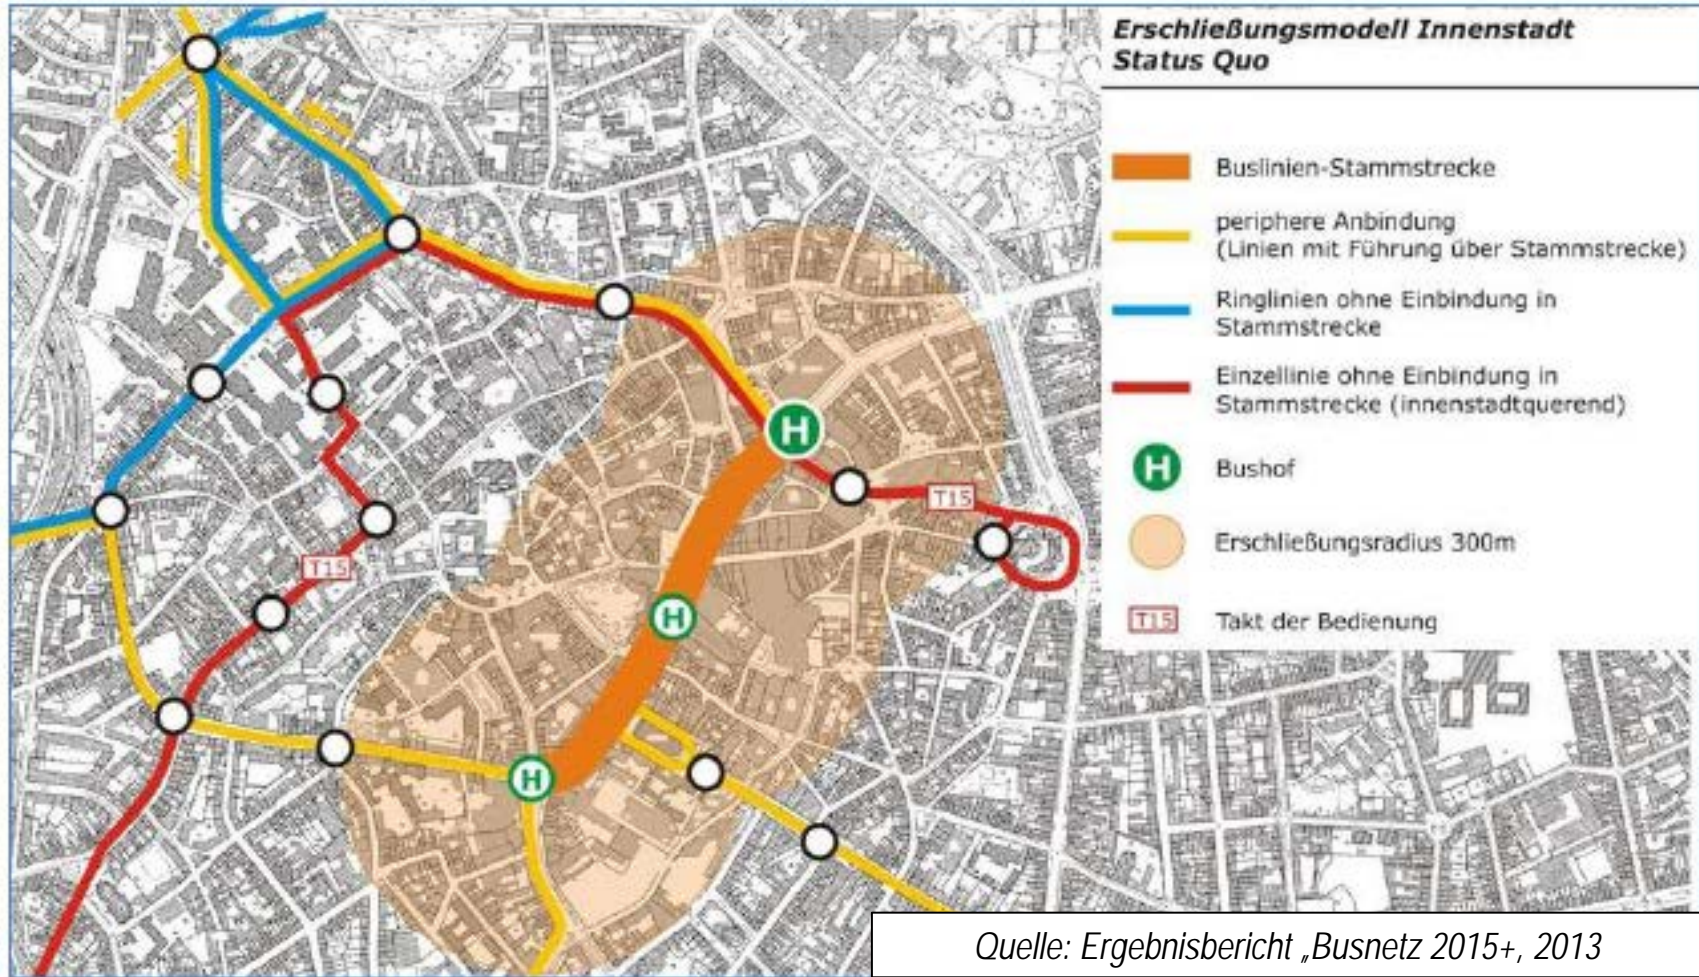 Erschließungsmodell Innenstadt
Status Quo
Buslinien-Stammstrecke
periphere Anbindung
(Linien mit Führung über Stammstrecke)
Ringlinien ohne Einbindung in
Stammstrecke
Einzellinie ohne Einbindung in
Stammstrecke (innenstadtquerend)
H
Bushof
Erschließungsradius 300m
T15
Takt der Bedienung
H
T15
T15
H
H
Quelle: Ergebnisbericht „Busnetz 2015+, 2013